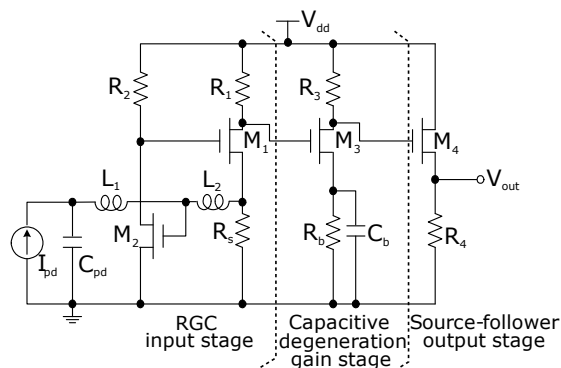 V_dd
R_2
R_1
R_3
M_1
M_3
M_4
L_1
L_2
V_out
M_2
R_s
R_b
C_b
R_4
I_pd
C_pd
RGC
input stage
Capacitive
degeneration
gain stage
Source-follower
output stage